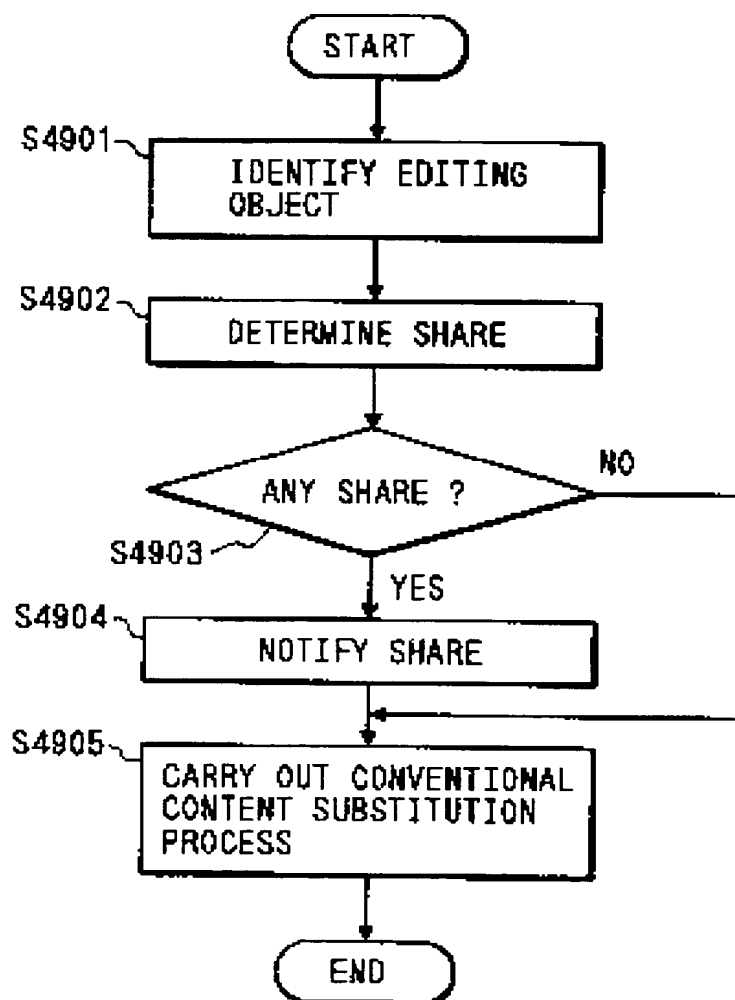 START
S4901
IDENTIFY EDITING
OBJECT
S4902
DETERMINE SHARE
ANY SHARE ?
NO
S4903
YES
S4904
NOTIFY SHARE
S4905
CARRY OUT CONVENTIONAL
CONTENT SUBSTITUTION
PROCESS
END